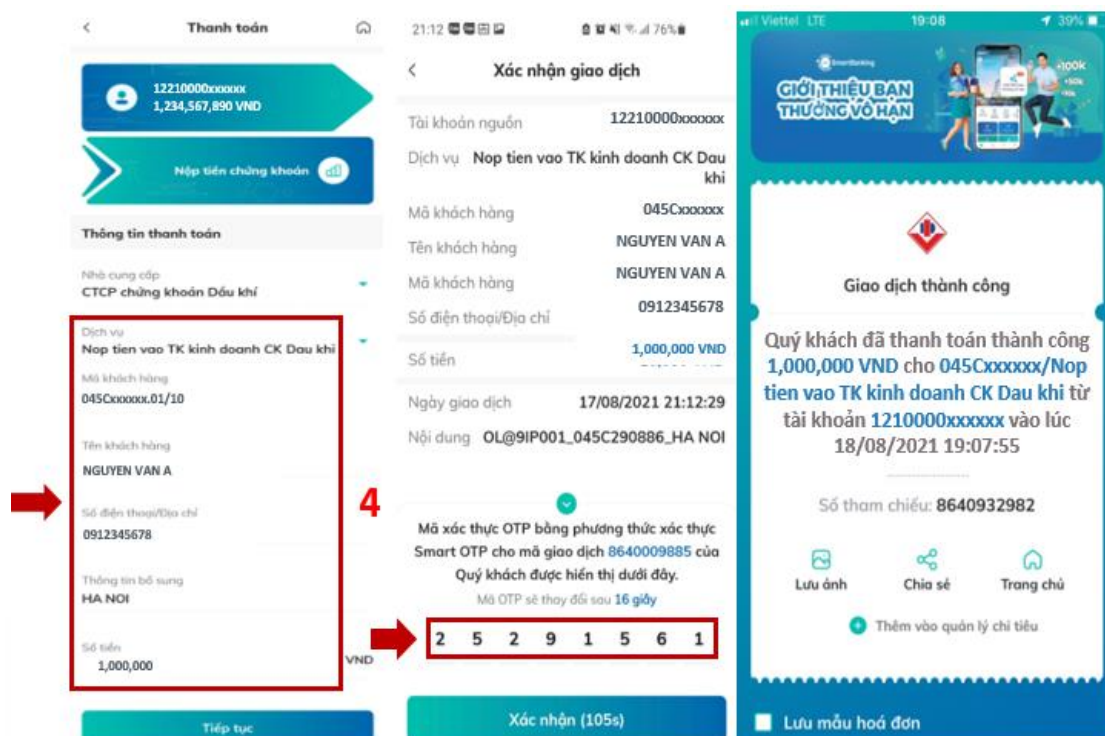 Thanh toán
12210000xxxxxx
1,234,567,890 VND
Nộp tiền chứng khoán
Thông tin thanh toán
Nhà cung cấp
CTCP chứng khoán Dầu khí
Dịch vụ
Nop tien vao TK kinh doanh CK Dau khi
Mã khách hàng
045Cxxxxxx.01/10
Tên khách hàng
NGUYEN VAN A
Số điện thoại/Địa chỉ
0912345678
Thông tin bổ sung
HA NOI
Số tiền
1,000,000
VND
Tiếp tục
4
21:12
76%
Xác nhận giao dịch
Tài khoản nguồn 12210000xxxxxx
Dịch vụ Nop tien vao TK kinh doanh CK Dau
khi
Mã khách hàng 045Cxxxxxx
Tên khách hàng NGUYEN VAN A
Mã khách hàng NGUYEN VAN A
Số điện thoại/Địa chỉ 0912345678
Số tiền 1,000,000 VND
Ngày giao dịch 17/08/2021 21:12:29
Nội dung OL@9IP001_045C290886_HA NOI
Mã xác thực OTP bằng phương thức xác thực
Smart OTP cho mã giao dịch 8640009885 của
Quý khách được hiển thị dưới đây.
Mã OTP sẽ thay đổi sau 16 giây
2 5 2 9 1 5 6 1
Xác nhận (105s)
Viettel LTE 19:08 39%
SmartBanking
GIỚI THIỆU BẠN
THƯỞNG VÔ HẠN
+100k
+50k
Giao dịch thành công
Quý khách đã thanh toán thành công
1,000,000 VND cho 045Cxxxxxx/Nop
tien vao TK kinh doanh CK Dau khi từ
tài khoản 1210000xxxxxx vào lúc
18/08/2021 19:07:55
Số tham chiếu: 8640932982
Lưu ảnh Chia sẻ Trang chủ
Thêm vào quản lý chi tiêu
Lưu mẫu hoá đơn